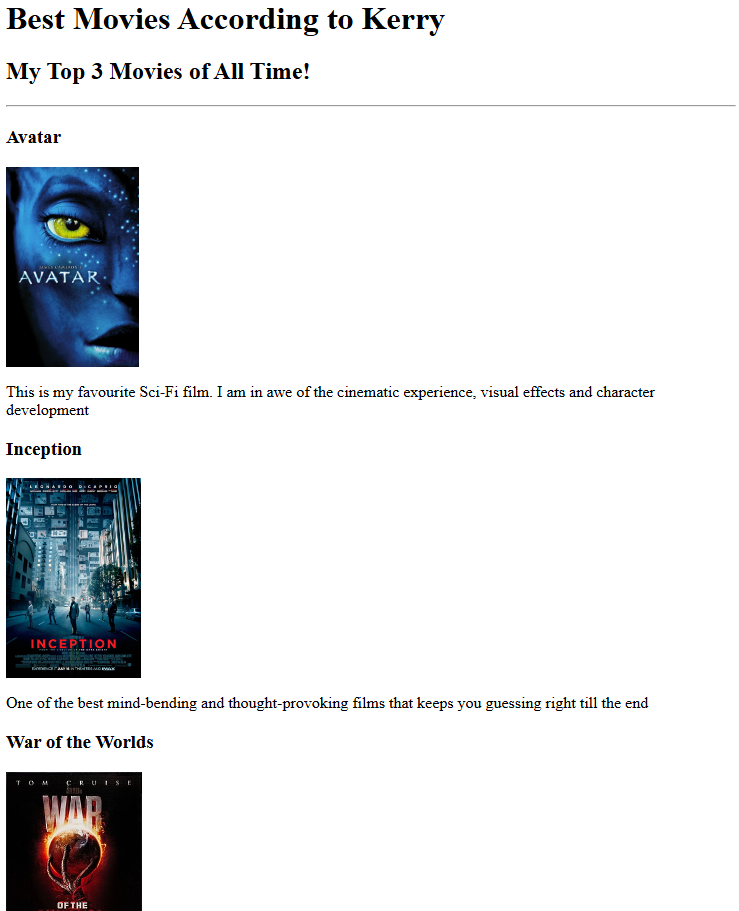 Best Movies According to Kerry
My Top 3 Movies of All Time!
Avatar
AVATAR
This is my favourite Sci-Fi film. I am in awe of the cinematic experience, visual effects and character
development
Inception
LEONARDO DICAPRIO
INCEPTION
One of the best mind-bending and thought-provoking films that keeps you guessing right till the end
War of the Worlds
TOM CRUISE
WAR
OF THE